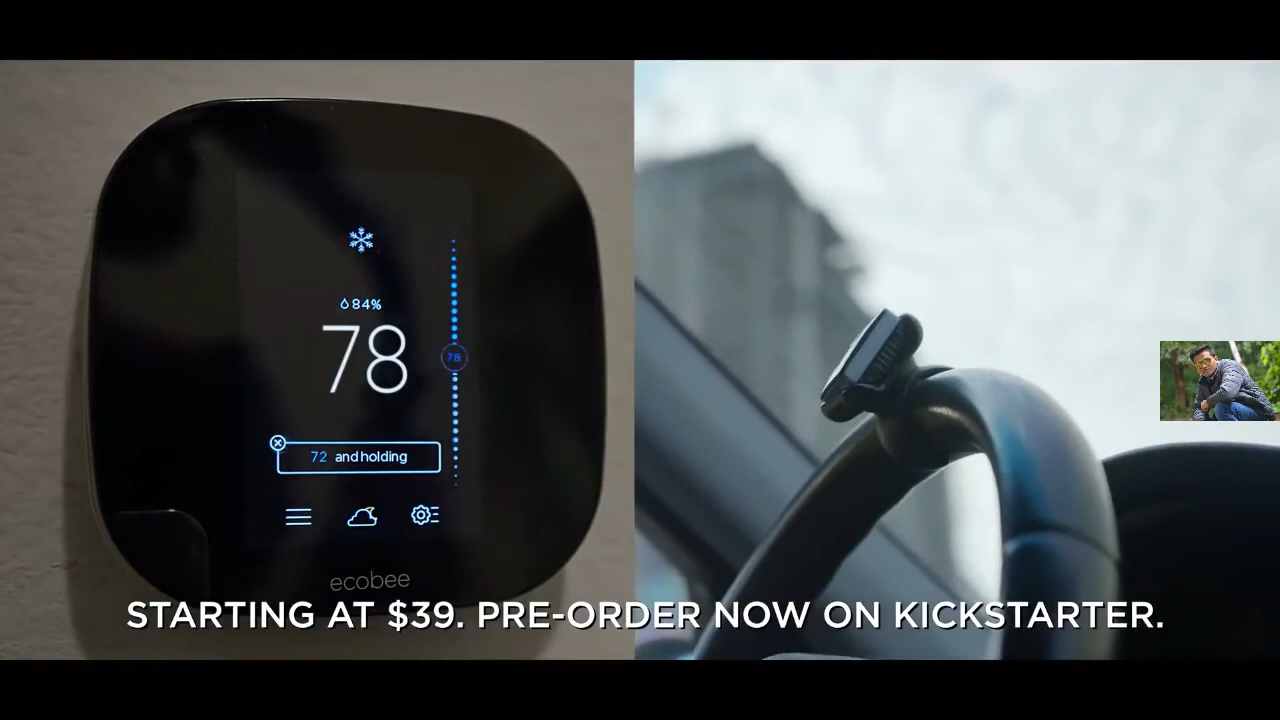 84%
78
78
72 and holding
ecobee
STARTING AT $39. PRE-ORDER NOW ON KICKSTARTER.